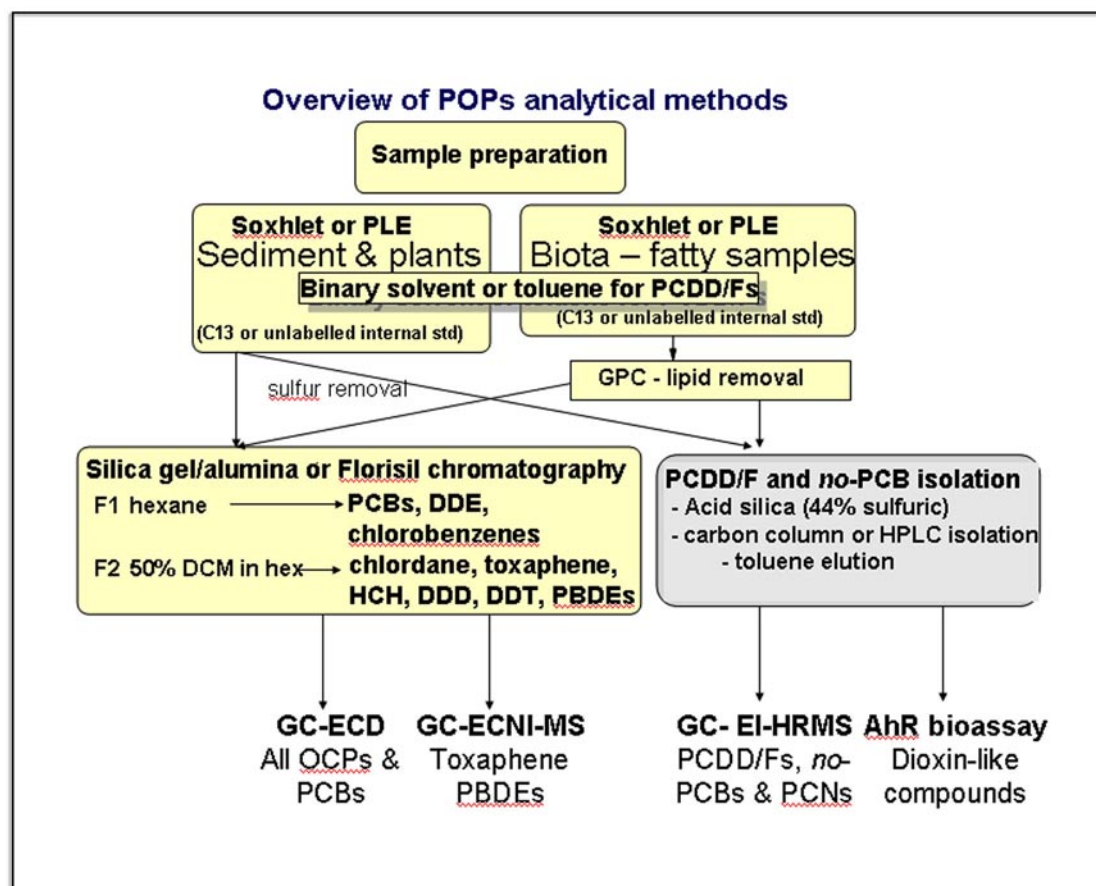 Overview of POPs analytical methods
Sample preparation
Soxhlet or PLE
Sediment & plants
Soxhlet or PLE
Biota – fatty samples
Binary solvent or toluene for PCDD/Fs
(C13 or unlabelled internal std)
(C13 or unlabelled internal std)
sulfur removal
GPC - lipid removal
Silica gel/alumina or Florisil chromatography
F1 hexane
PCBs, DDE,
chlorobenzenes
F2 50% DCM in hex
chlordane, toxaphene,
HCH, DDD, DDT, PBDEs
PCDD/F and no-PCB isolation
- Acid silica (44% sulfuric)
- carbon column or HPLC isolation
- toluene elution
GC-ECD
All OCPs &
PCBs
GC-ECNI-MS
Toxaphene
PBDEs
GC- EI-HRMS
PCDD/Fs, no-
PCBs & PCNs
AhR bioassay
Dioxin-like
compounds